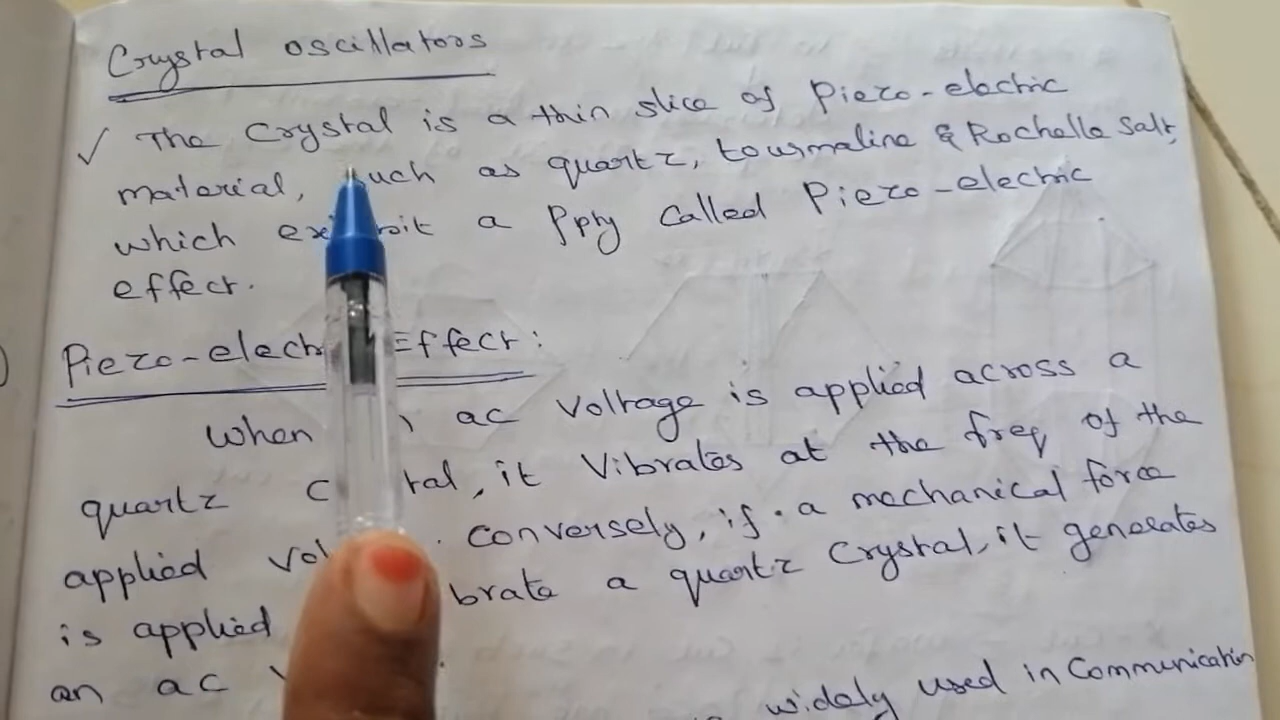 Crystal oscillators
✓ The Crystal is a thin slice of Piezo-electric
material, such as quartz, tourmaline & Rochelle Salt,
which exhibit a Ppty called Piezo-electric
effect.
Piezo-electric Effect:
When ac Voltage is applied across a
quartz crystal, it Vibrates at the freq of the
applied vol . conversely, if a mechanical force
is applied brate a quartz Crystal, it generates
an ac
widely used in Communication